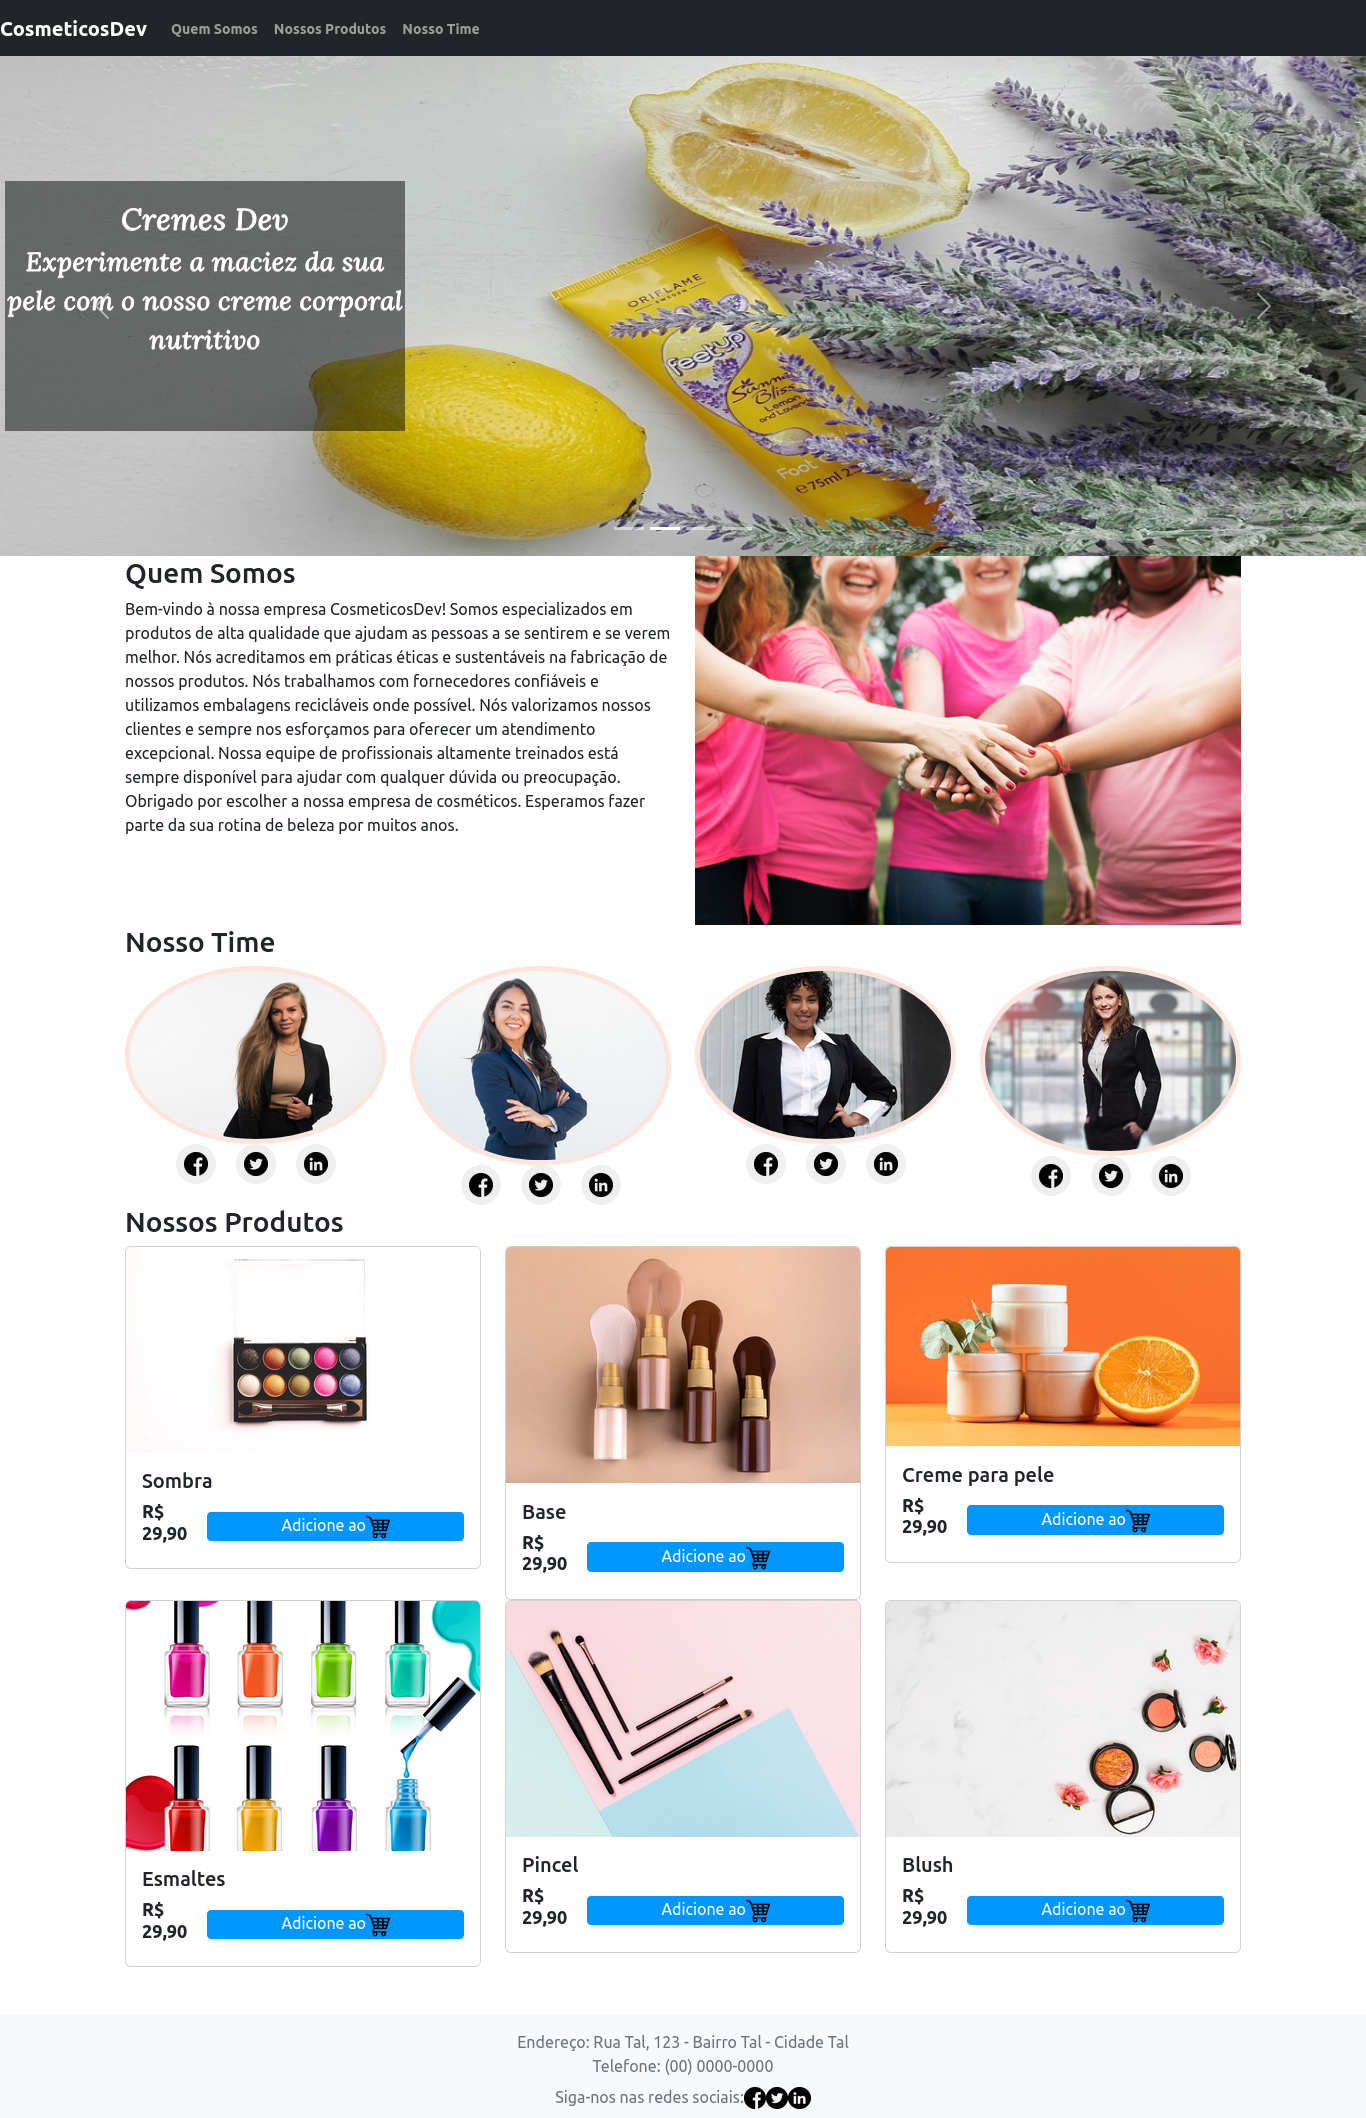 CosmeticosDev Quem Somos Nossos Produtos Nosso Time
Cremes Dev
Experimente a maciez da sua
pele com o nosso creme corporal
nutritivo
ORIFLAME
SWEDEN
feetup
Sunny
Bliss
Lemon
and Lavender
Foot
℮75ml
Quem Somos
Bem-vindo à nossa empresa CosmeticosDev! Somos especializados em
produtos de alta qualidade que ajudam as pessoas a se sentirem e se verem
melhor. Nós acreditamos em práticas éticas e sustentáveis na fabricação de
nossos produtos. Nós trabalhamos com fornecedores confiáveis e
utilizamos embalagens recicláveis onde possível. Nós valorizamos nossos
clientes e sempre nos esforçamos para oferecer um atendimento
excepcional. Nossa equipe de profissionais altamente treinados está
sempre disponível para ajudar com qualquer dúvida ou preocupação.
Obrigado por escolher a nossa empresa de cosméticos. Esperamos fazer
parte da sua rotina de beleza por muitos anos.
Nosso Time
Nossos Produtos
Sombra
R$
29,90
Adicione ao
Base
R$
29,90
Adicione ao
Creme para pele
R$
29,90
Adicione ao
Esmaltes
R$
29,90
Adicione ao
Pincel
R$
29,90
Adicione ao
Blush
R$
29,90
Adicione ao
Endereço: Rua Tal, 123 - Bairro Tal - Cidade Tal
Telefone: (00) 0000-0000
Siga-nos nas redes sociais: